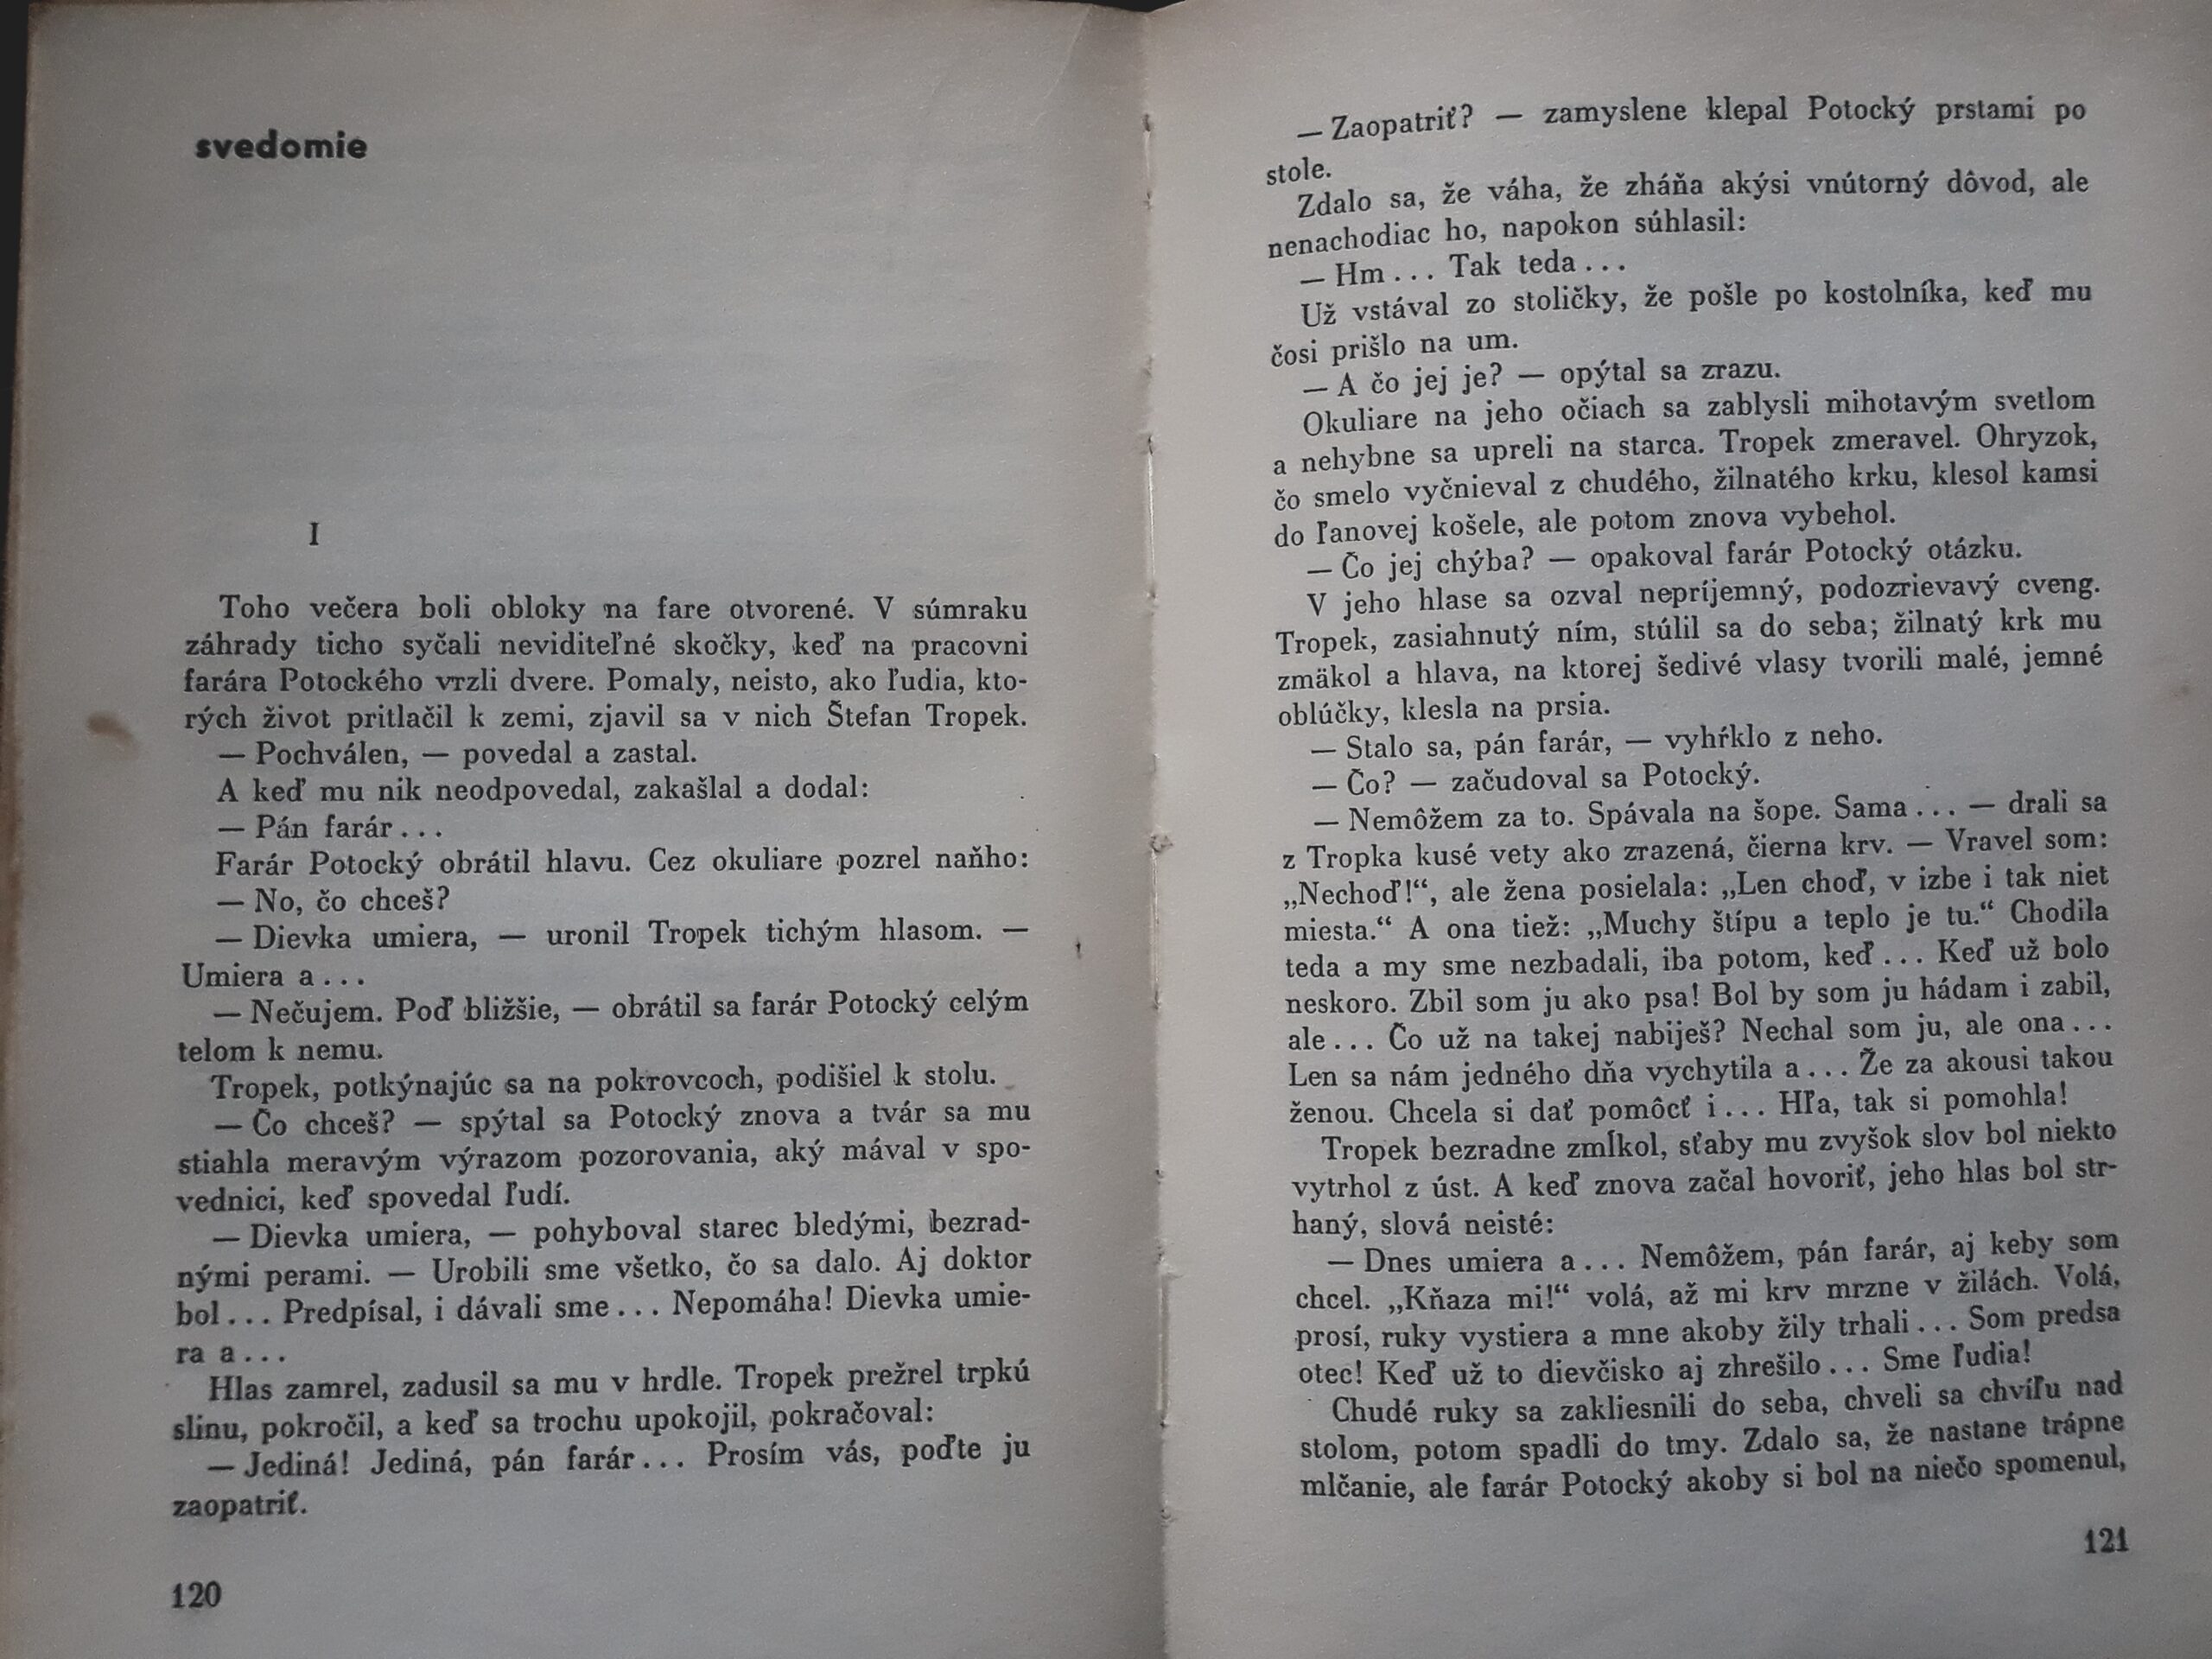 svedomie
I
Toho večera boli obloky na fare otvorené. V súmraku
záhrady ticho syčali neviditeľné skočky, keď na pracovni
farára Potockého vrzli dvere. Pomaly, neisto, ako ľudia, kto-
rých život pritlačil k zemi, zjavil sa v nich Štefan Tropek.
— Pochválen, — povedal a zastal.
A keď mu nik neodpovedal, zakašlal a dodal:
— Pán farár...
Farár Potocký obrátil hlavu. Cez okuliare pozrel naňho:
— No, čo chceš?
— Dievka umiera, — uronil Tropek tichým hlasom. —
Umiera a...
— Nečujem. Poď bližšie, — obrátil sa farár Potocký celým
telom k nemu.
Tropek, potkýnajúc sa na pokrovcoch, podišiel k stolu.
— Čo chceš? — spýtal sa Potocký znova a tvár sa mu
stiahla meravým výrazom pozorovania, aký mával v spo-
vednici, keď spovedal ľudí.
— Dievka umiera, — pohyboval starec bledými, bezrad-
nými perami. — Urobili sme všetko, čo sa dalo. Aj doktor
bol... Predpísal, i dávali sme... Nepomáha! Dievka umie-
ra a...
Hlas zamrel, zadusil sa mu v hrdle. Tropek prežrel trpkú
slinu, pokročil, a keď sa trochu upokojil, pokračoval:
— Jediná! Jediná, pán farár... Prosím vás, poďte ju
zaopatriť.
120
— Zaopatriť? — zamyslene klepal Potocký prstami po
stole.
Zdalo sa, že váha, že zháňa akýsi vnútorný dôvod, ale
nenachodiac ho, napokon súhlasil:
— Hm... Tak teda...
Už vstával zo stoličky, že pošle po kostolníka, keď mu
čosi prišlo na um.
— A čo jej je? — opýtal sa zrazu.
Okuliare na jeho očiach sa zablysli mihotavým svetlom
a nehybne sa upreli na starca. Tropek zmeravel. Ohryzok,
čo smelo vyčnieval z chudého, žilnatého krku, klesol kamsi
do ľanovej košele, ale potom znova vybehol.
— Čo jej chýba? — opakoval farár Potocký otázku.
V jeho hlase sa ozval nepríjemný, podozrievavý cveng.
Tropek, zasiahnutý ním, stúlil sa do seba; žilnatý krk mu
zmäkol a hlava, na ktorej šedivé vlasy tvorili malé, jemné
oblúčky, klesla na prsia.
— Stalo sa, pán farár, — vyhŕklo z neho.
— Čo? — začudoval sa Potocký.
— Nemôžem za to. Spávala na šope. Sama... — drali sa
z Tropka kusé vety ako zrazená, čierna krv. — Vravel som:
„Nechoď!“, ale žena posielala: „Len choď, v izbe i tak niet
miesta.“ A ona tiež: „Muchy štípu a teplo je tu.“ Chodila
teda a my sme nezbadali, iba potom, keď... Keď už bolo
neskoro. Zbil som ju ako psa! Bol by som ju hádam i zabil,
ale... Čo už na takej nabiješ? Nechal som ju, ale ona...
Len sa nám jedného dňa vychytila a... Že za akousi takou
ženou. Chcela si dať pomôcť i... Hľa, tak si pomohla!
Tropek bezradne zmĺkol, sťaby mu zvyšok slov bol niekto
vytrhol z úst. A keď znova začal hovoriť, jeho hlas bol str-
haný, slová neisté:
— Dnes umiera a... Nemôžem, pán farár, aj keby som
chcel. „Kňaza mi!“ volá, až mi krv mrzne v žilách. Volá,
prosí, ruky vystiera a mne akoby žily trhali... Som predsa
otec! Keď už to dievčisko aj zhrešilo... Sme ľudia!
Chudé ruky sa zakliesnili do seba, chveli sa chvíľu nad
stolom, potom spadli do tmy. Zdalo sa, že nastane trápne
mlčanie, ale farár Potocký akoby si bol na niečo spomenul,
121